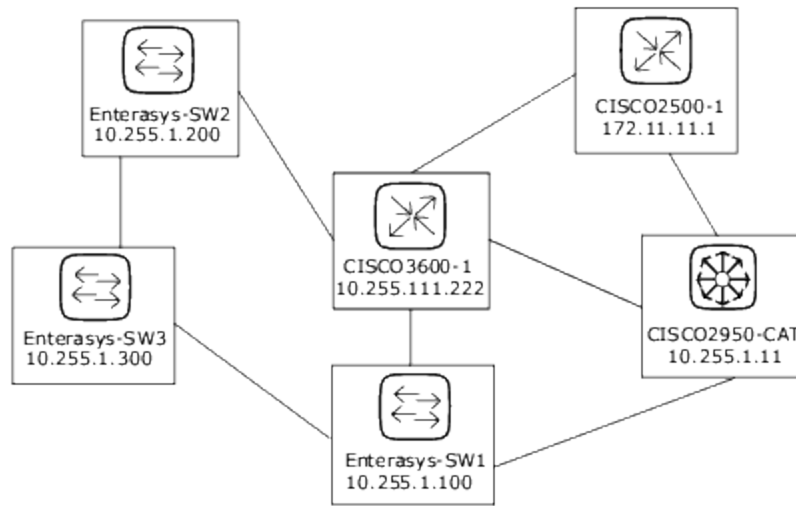 Enterasys-SW2
10.255.1.200
CISCO2500-1
172.11.11.1
CISCO3600-1
10.255.111.222
Enterasys-SW3
10.255.1.300
CISCO2950-CAT
10.255.1.11
Enterasys-SW1
10.255.1.100